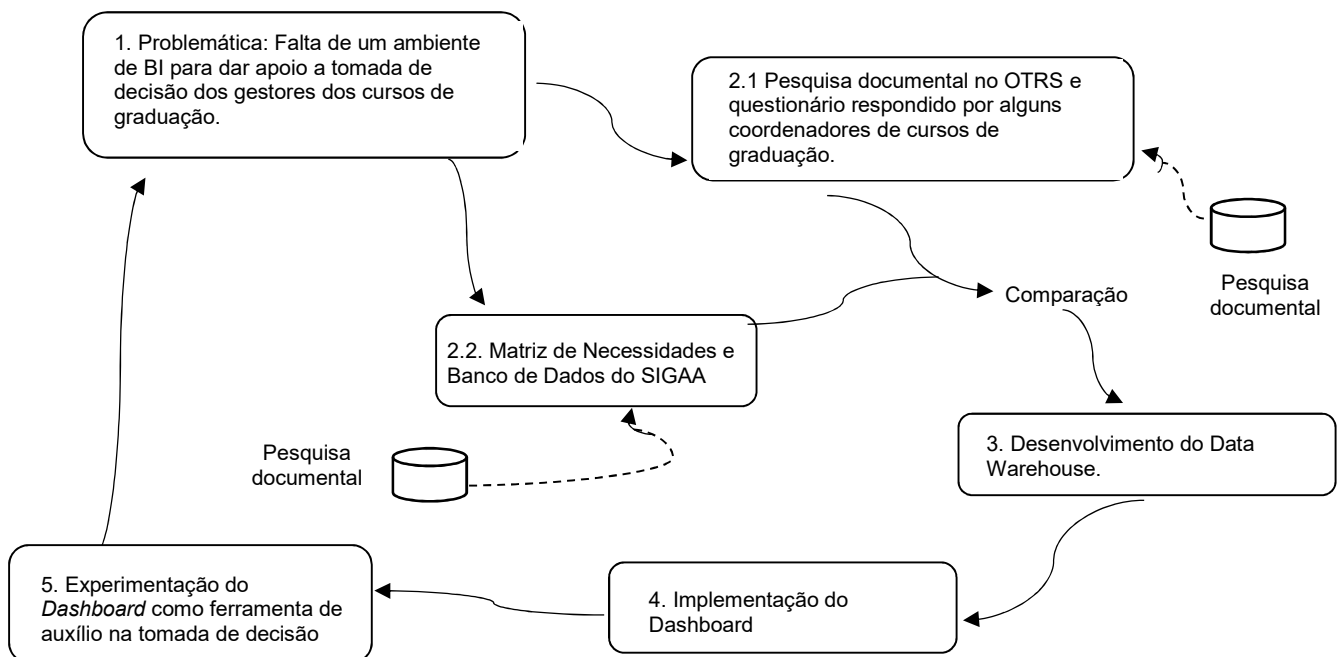 1. Problemática: Falta de um ambiente
de BI para dar apoio a tomada de
decisão dos gestores dos cursos de
graduação.
2.1 Pesquisa documental no OTRS e
questionário respondido por alguns
coordenadores de cursos de
graduação.
Pesquisa
documental
Comparação
2.2. Matriz de Necessidades e
Banco de Dados do SIGAA
Pesquisa
documental
3. Desenvolvimento do Data
Warehouse.
4. Implementação do
Dashboard
5. Experimentação do
Dashboard como ferramenta de
auxílio na tomada de decisão